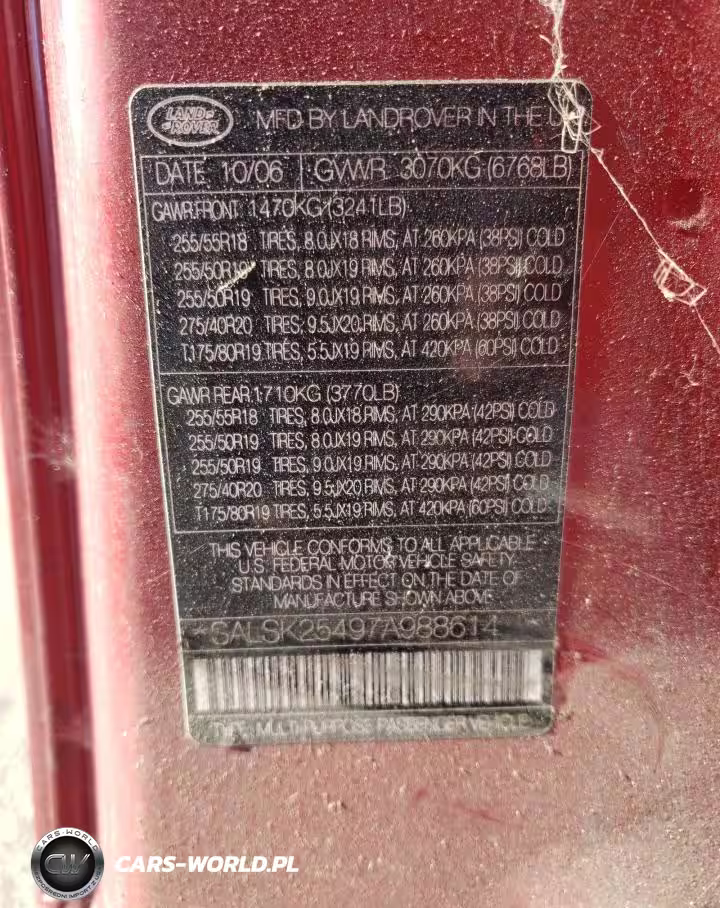 LAND ROVER
MFD BY LANDROVER IN THE U
DATE 10/06 GVWR 3070KG (6768LB)
GAWR FRONT 1470KG (3241LB)
255/55R18 TIRES, 8.0JX18 RIMS, AT 260KPA (38PSI) COLD
255/50R19 TIRES, 8.0JX19 RIMS, AT 260KPA (38PSI) COLD
255/50R19 TIRES, 9.0JX19 RIMS, AT 260KPA (38PSI) COLD
275/40R20 TIRES, 9.5JX20 RIMS, AT 260KPA (38PSI) COLD
T175/80R19 TIRES, 5.5JX19 RIMS, AT 420KPA (60PSI) COLD
GAWR REAR 1710KG (3770LB)
255/55R18 TIRES, 8.0JX18 RIMS, AT 290KPA (42PSI) COLD
255/50R19 TIRES, 8.0JX19 RIMS, AT 290KPA (42PSI) COLD
255/50R19 TIRES, 9.0JX19 RIMS, AT 290KPA (42PSI) COLD
275/40R20 TIRES, 9.5JX20 RIMS, AT 290KPA (42PSI) COLD
T175/80R19 TIRES, 5.5JX19 RIMS, AT 420KPA (60PSI) COLD
THIS VEHICLE CONFORMS TO ALL APPLICABLE
U.S. FEDERAL MOTOR VEHICLE SAFETY
STANDARDS IN EFFECT ON THE DATE OF
MANUFACTURE SHOWN ABOVE
SALSK25497A988614
TYPE: MULTI-PURPOSE PASSENGER VEHICLE
CARS-WORLD
CW
CARS-WORLD.PL